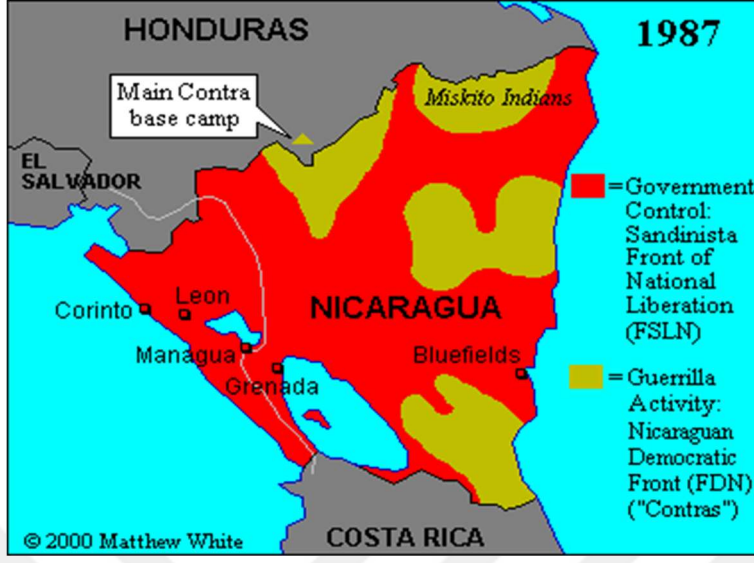 HONDURAS
1987
Main Contra
base camp
Miskito Indians
EL
SALVADOR
=Government
Control:
Sandinista
Front of
National
Liberation
(FSLN)
Corinto
Leon
NICARAGUA
Managua
Bluefields
Grenada
=Guerrilla
Activity:
Nicaraguan
Democratic
Front (FDN)
("Contras")
© 2000 Matthew White
COSTA RICA